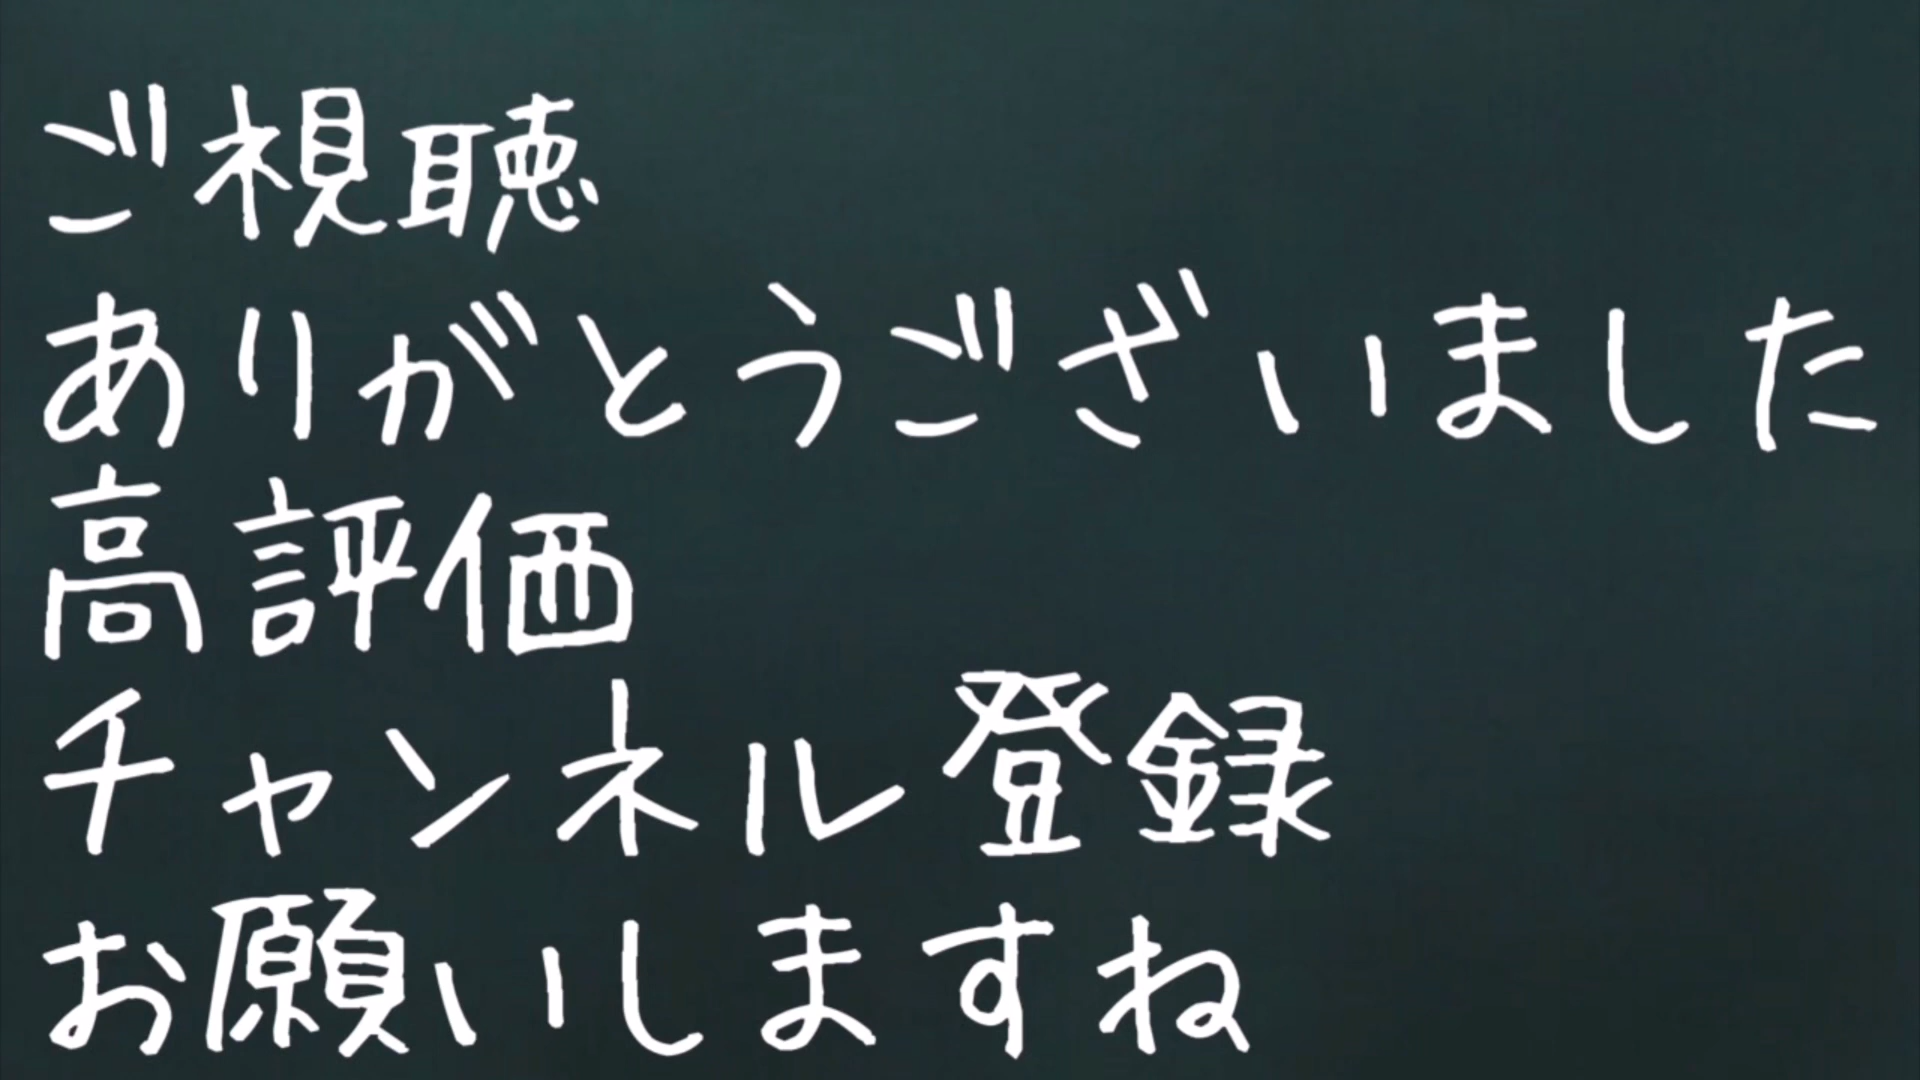 ご視聴
ありがとうございました
高評価
チャンネル登録
お願いしますね